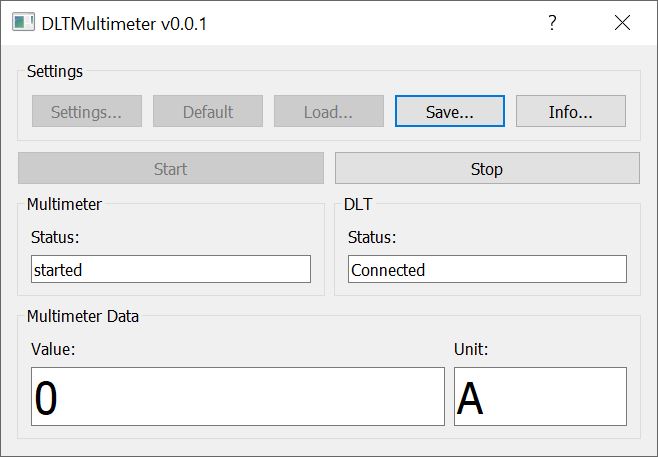 DLTMultimeter v0.0.1 ?
Settings
Settings... Default Load... Save... Info...
Start Stop
Multimeter DLT
Status: Status:
started Connected
Multimeter Data
Value: Unit:
0 A